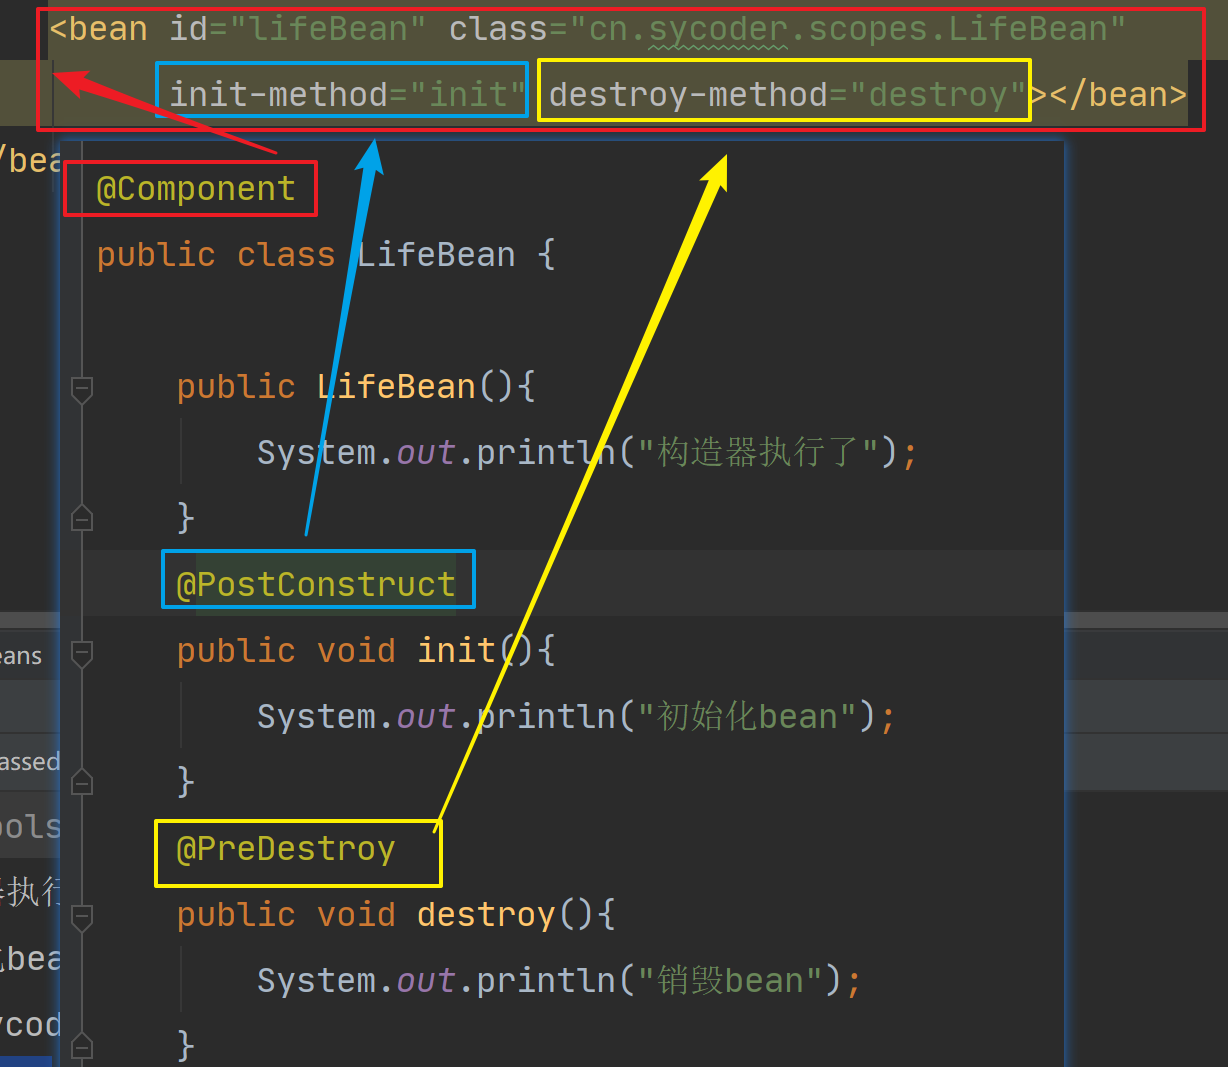 <bean id="lifeBean" class="cn.sycoder.scopes.LifeBean"
init-method="init" destroy-method="destroy"></bean>
/bea
@Component
public class LifeBean {
public LifeBean(){
System.out.println("构造器执行了");
}
@PostConstruct
public void init(){
eans
System.out.println("初始化bean");
assed
}
ools
@PreDestroy
器执行
public void destroy(){
bea
System.out.println("销毁bean");
ycod
}